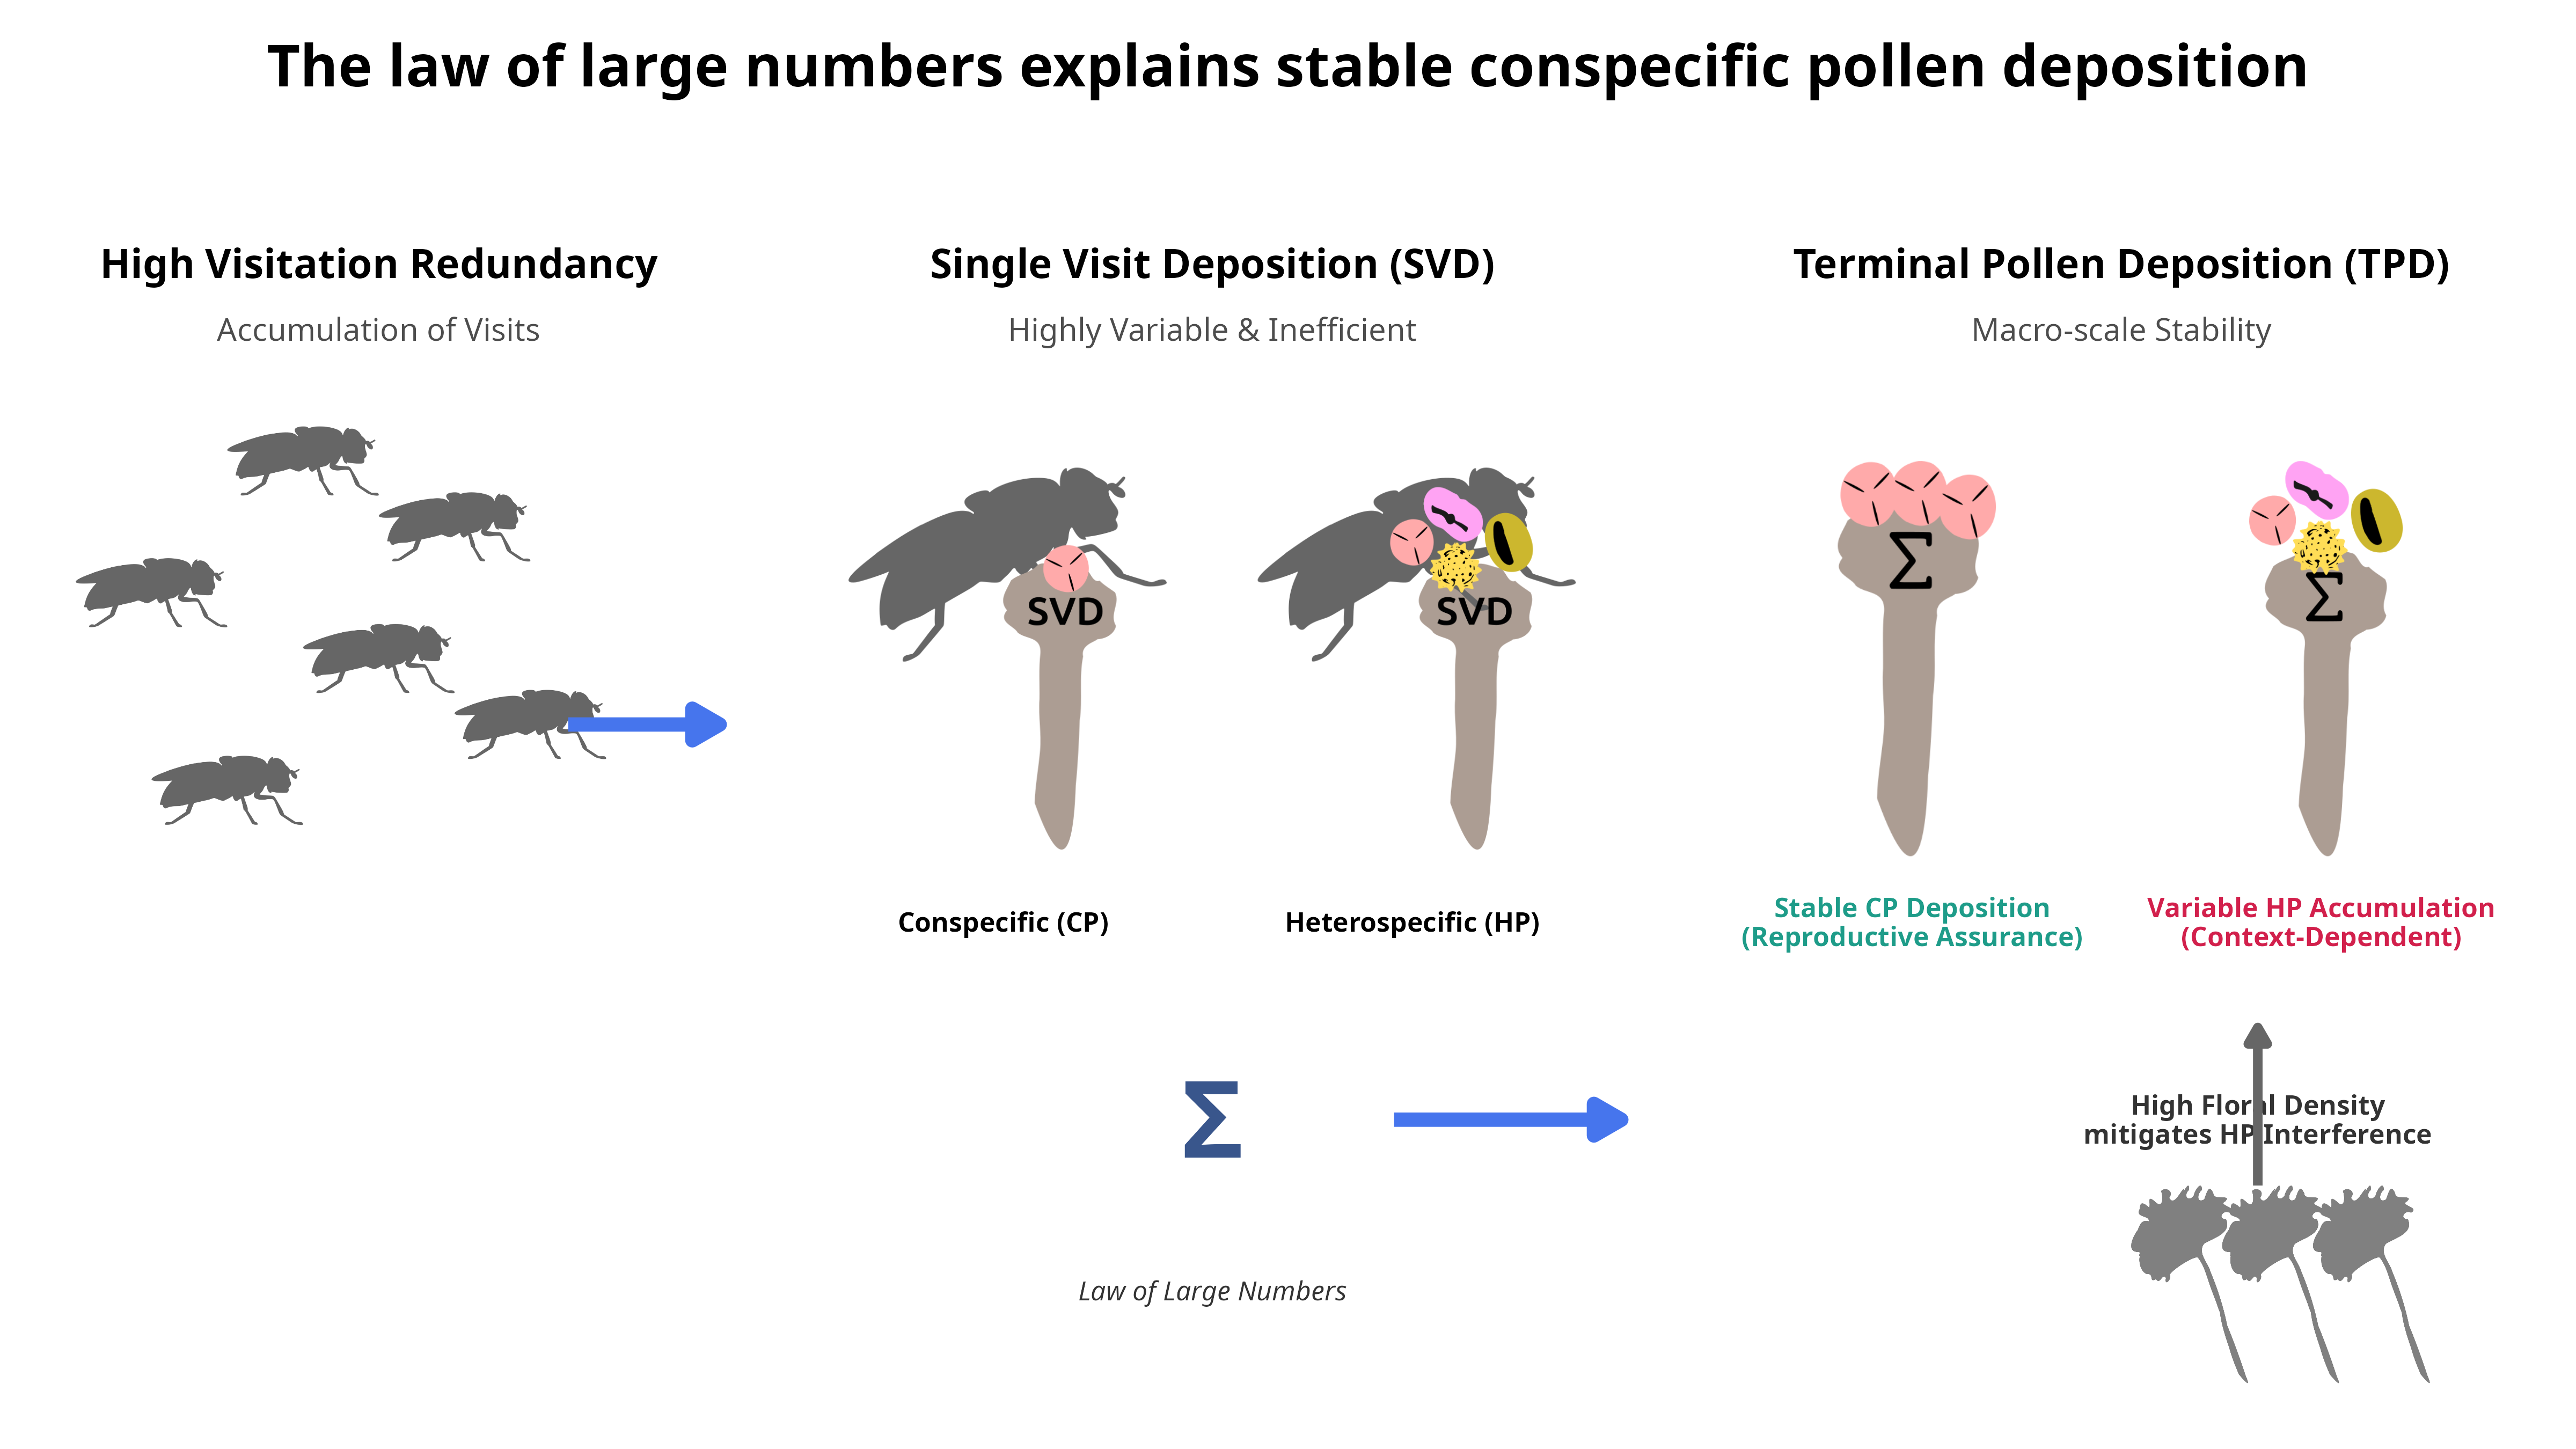 The law of large numbers explains stable conspecific pollen deposition
High Visitation Redundancy
Accumulation of Visits
Single Visit Deposition (SVD)
Highly Variable & Inefficient
SVD
SVD
Conspecific (CP)
Heterospecific (HP)
Σ
Law of Large Numbers
Terminal Pollen Deposition (TPD)
Macro-scale Stability
Σ
Σ
Stable CP Deposition
(Reproductive Assurance)
Variable HP Accumulation
(Context-Dependent)
High Floral Density
mitigates HP Interference